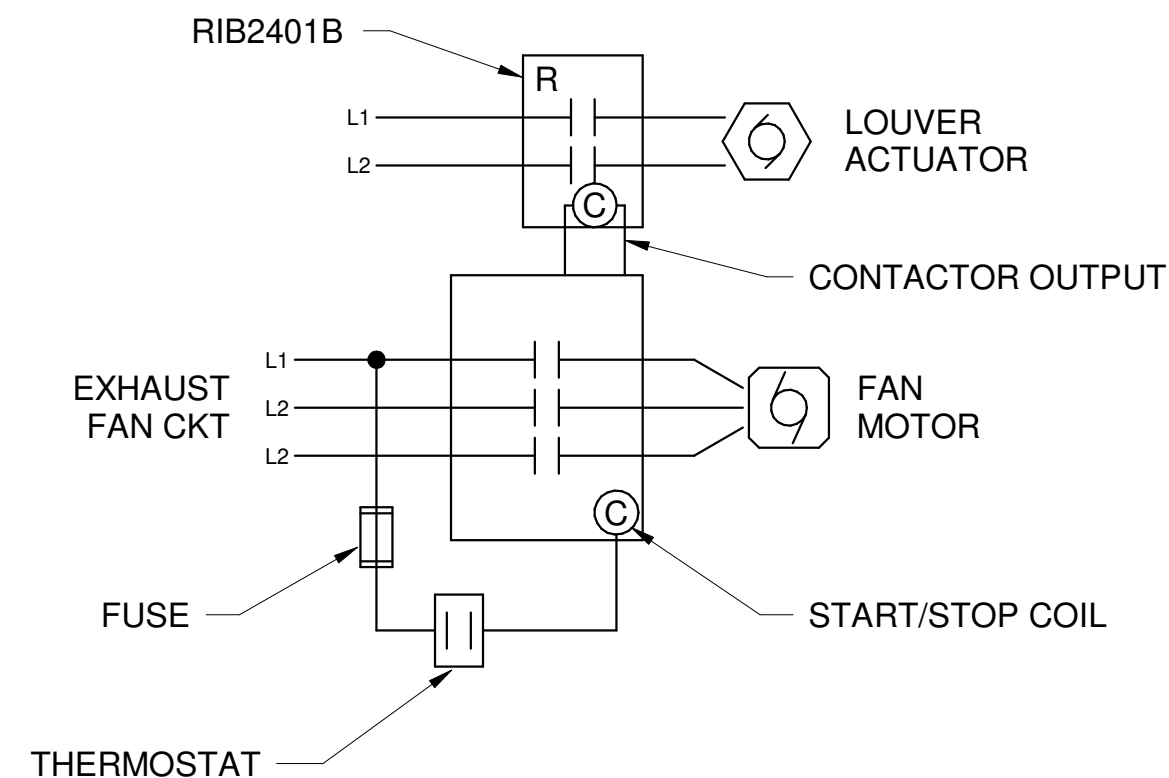 RIB2401B
R
L1
L2
LOUVER
ACTUATOR
C
CONTACTOR OUTPUT
EXHAUST
FAN CKT
L1
L2
L2
FAN
MOTOR
C
FUSE
START/STOP COIL
THERMOSTAT